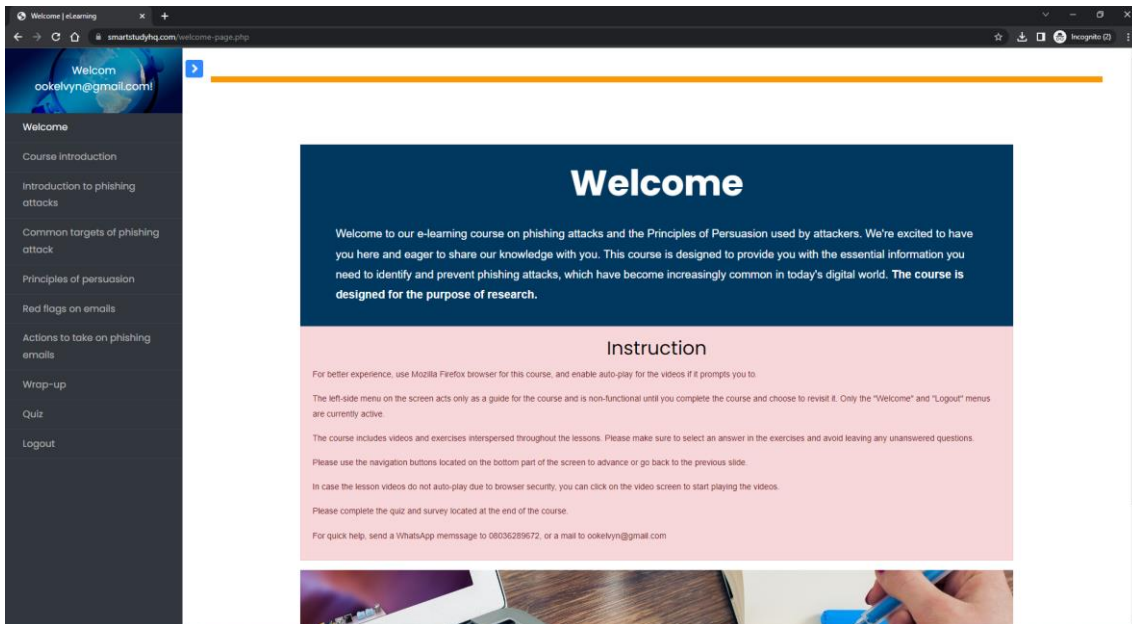 Welcome | eLearning
smartstudyhq.com/welcome-page.php
Incognito (2)
Welcom
ookelvyn@gmail.com!
Welcome
Course introduction
Introduction to phishing
attacks
Common targets of phishing
attack
Principles of persuasion
Red flags on emails
Actions to take on phishing
emails
Wrap-up
Quiz
Logout
Welcome
Welcome to our e-learning course on phishing attacks and the Principles of Persuasion used by attackers. We're excited to have
you here and eager to share our knowledge with you. This course is designed to provide you with the essential information you
need to identify and prevent phishing attacks, which have become increasingly common in today's digital world. The course is
designed for the purpose of research.
Instruction
For better experience, use Mozilla Firefox browser for this course, and enable auto-play for the videos if it prompts you to.
The left-side menu on the screen acts only as a guide for the course and is non-functional until you complete the course and choose to revisit it. Only the "Welcome" and "Logout" menus
are currently active.
The course includes videos and exercises interspersed throughout the lessons. Please make sure to select an answer in the exercises and avoid leaving any unanswered questions.
Please use the navigation buttons located on the bottom part of the screen to advance or go back to the previous slide.
In case the lesson videos do not auto-play due to browser security, you can click on the video screen to start playing the videos.
Please complete the quiz and survey located at the end of the course.
For quick help, send a WhatsApp memssage to 08036289672, or a mail to ookelvyn@gmail.com